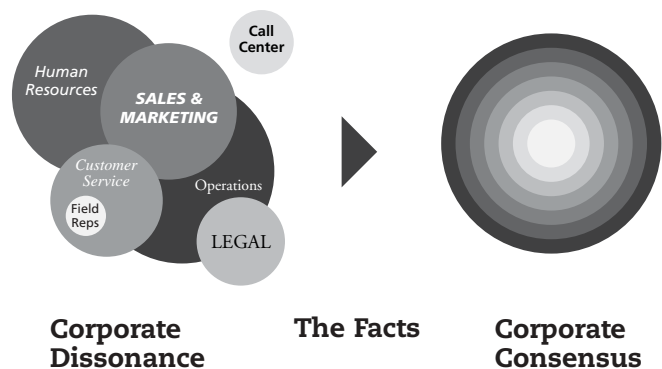 Human
Resources
SALES &
MARKETING
Call
Center
Customer
Service
Field
Reps
Operations
LEGAL
Corporate
Dissonance
The Facts
Corporate
Consensus